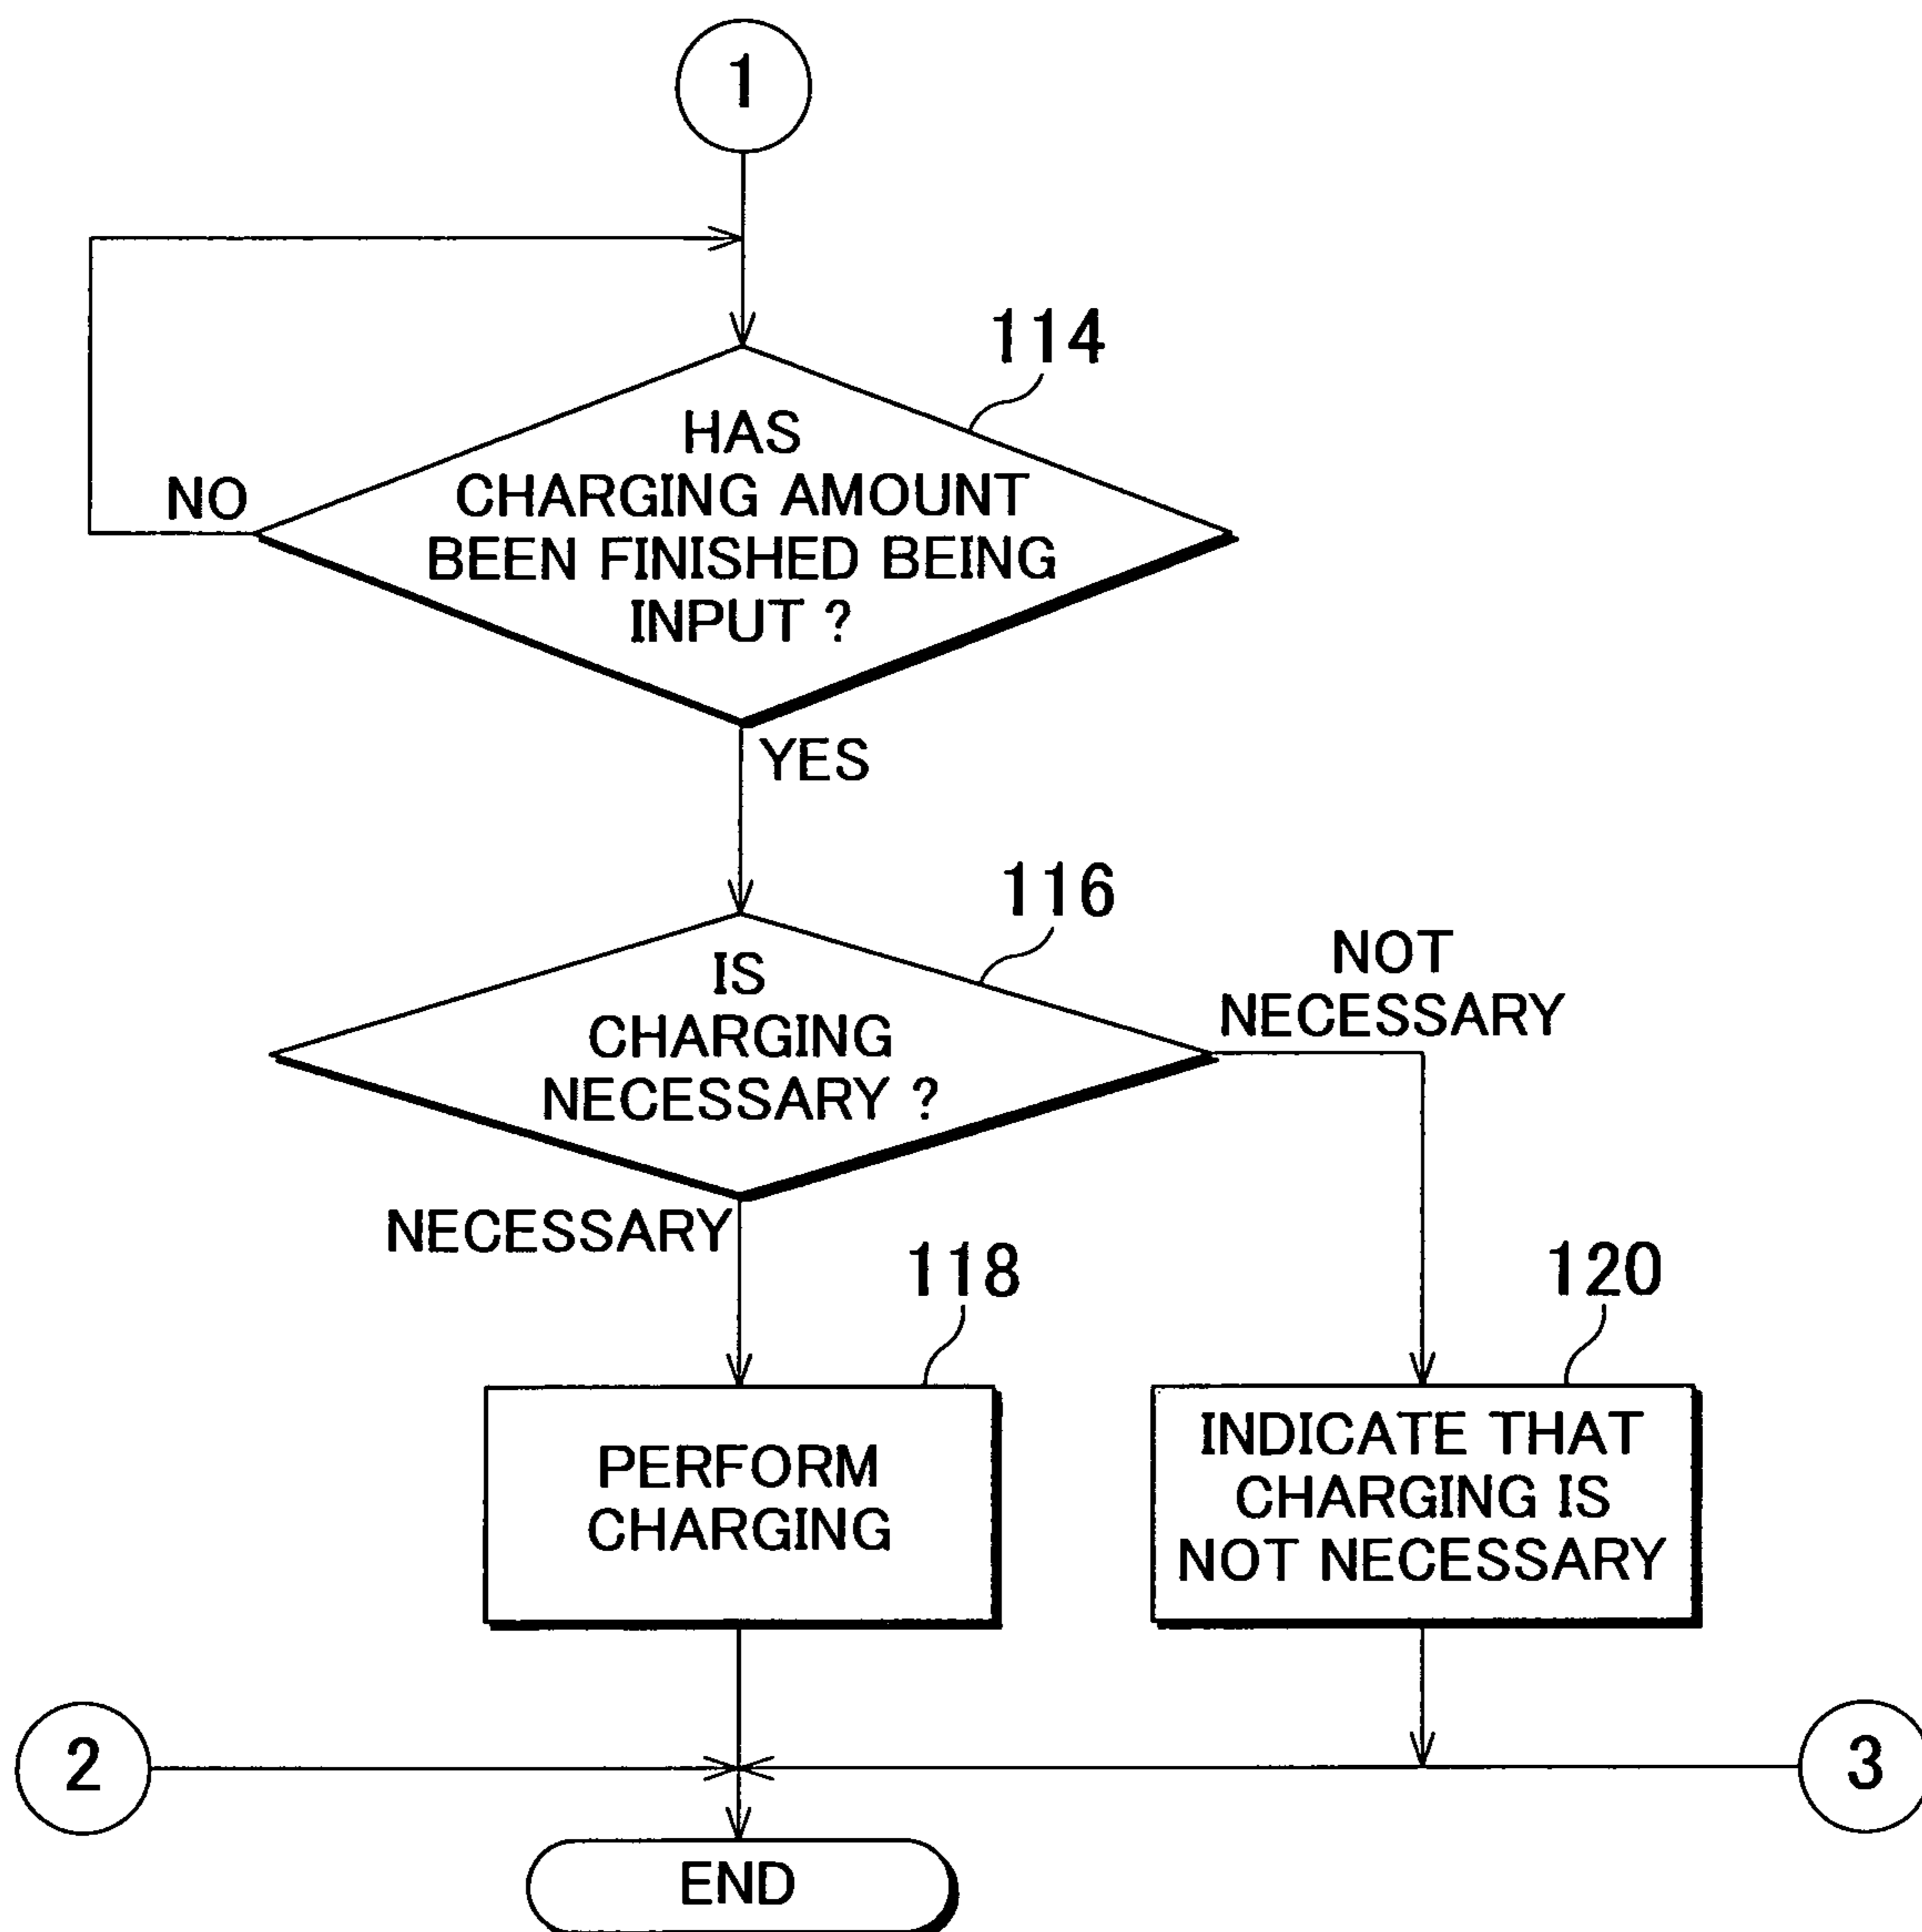 1
114
HAS
CHARGING AMOUNT
BEEN FINISHED BEING
INPUT ?
NO
YES
116
IS
CHARGING
NECESSARY ?
NOT
NECESSARY
NECESSARY
118
120
PERFORM
CHARGING
INDICATE THAT
CHARGING IS
NOT NECESSARY
2
3
END